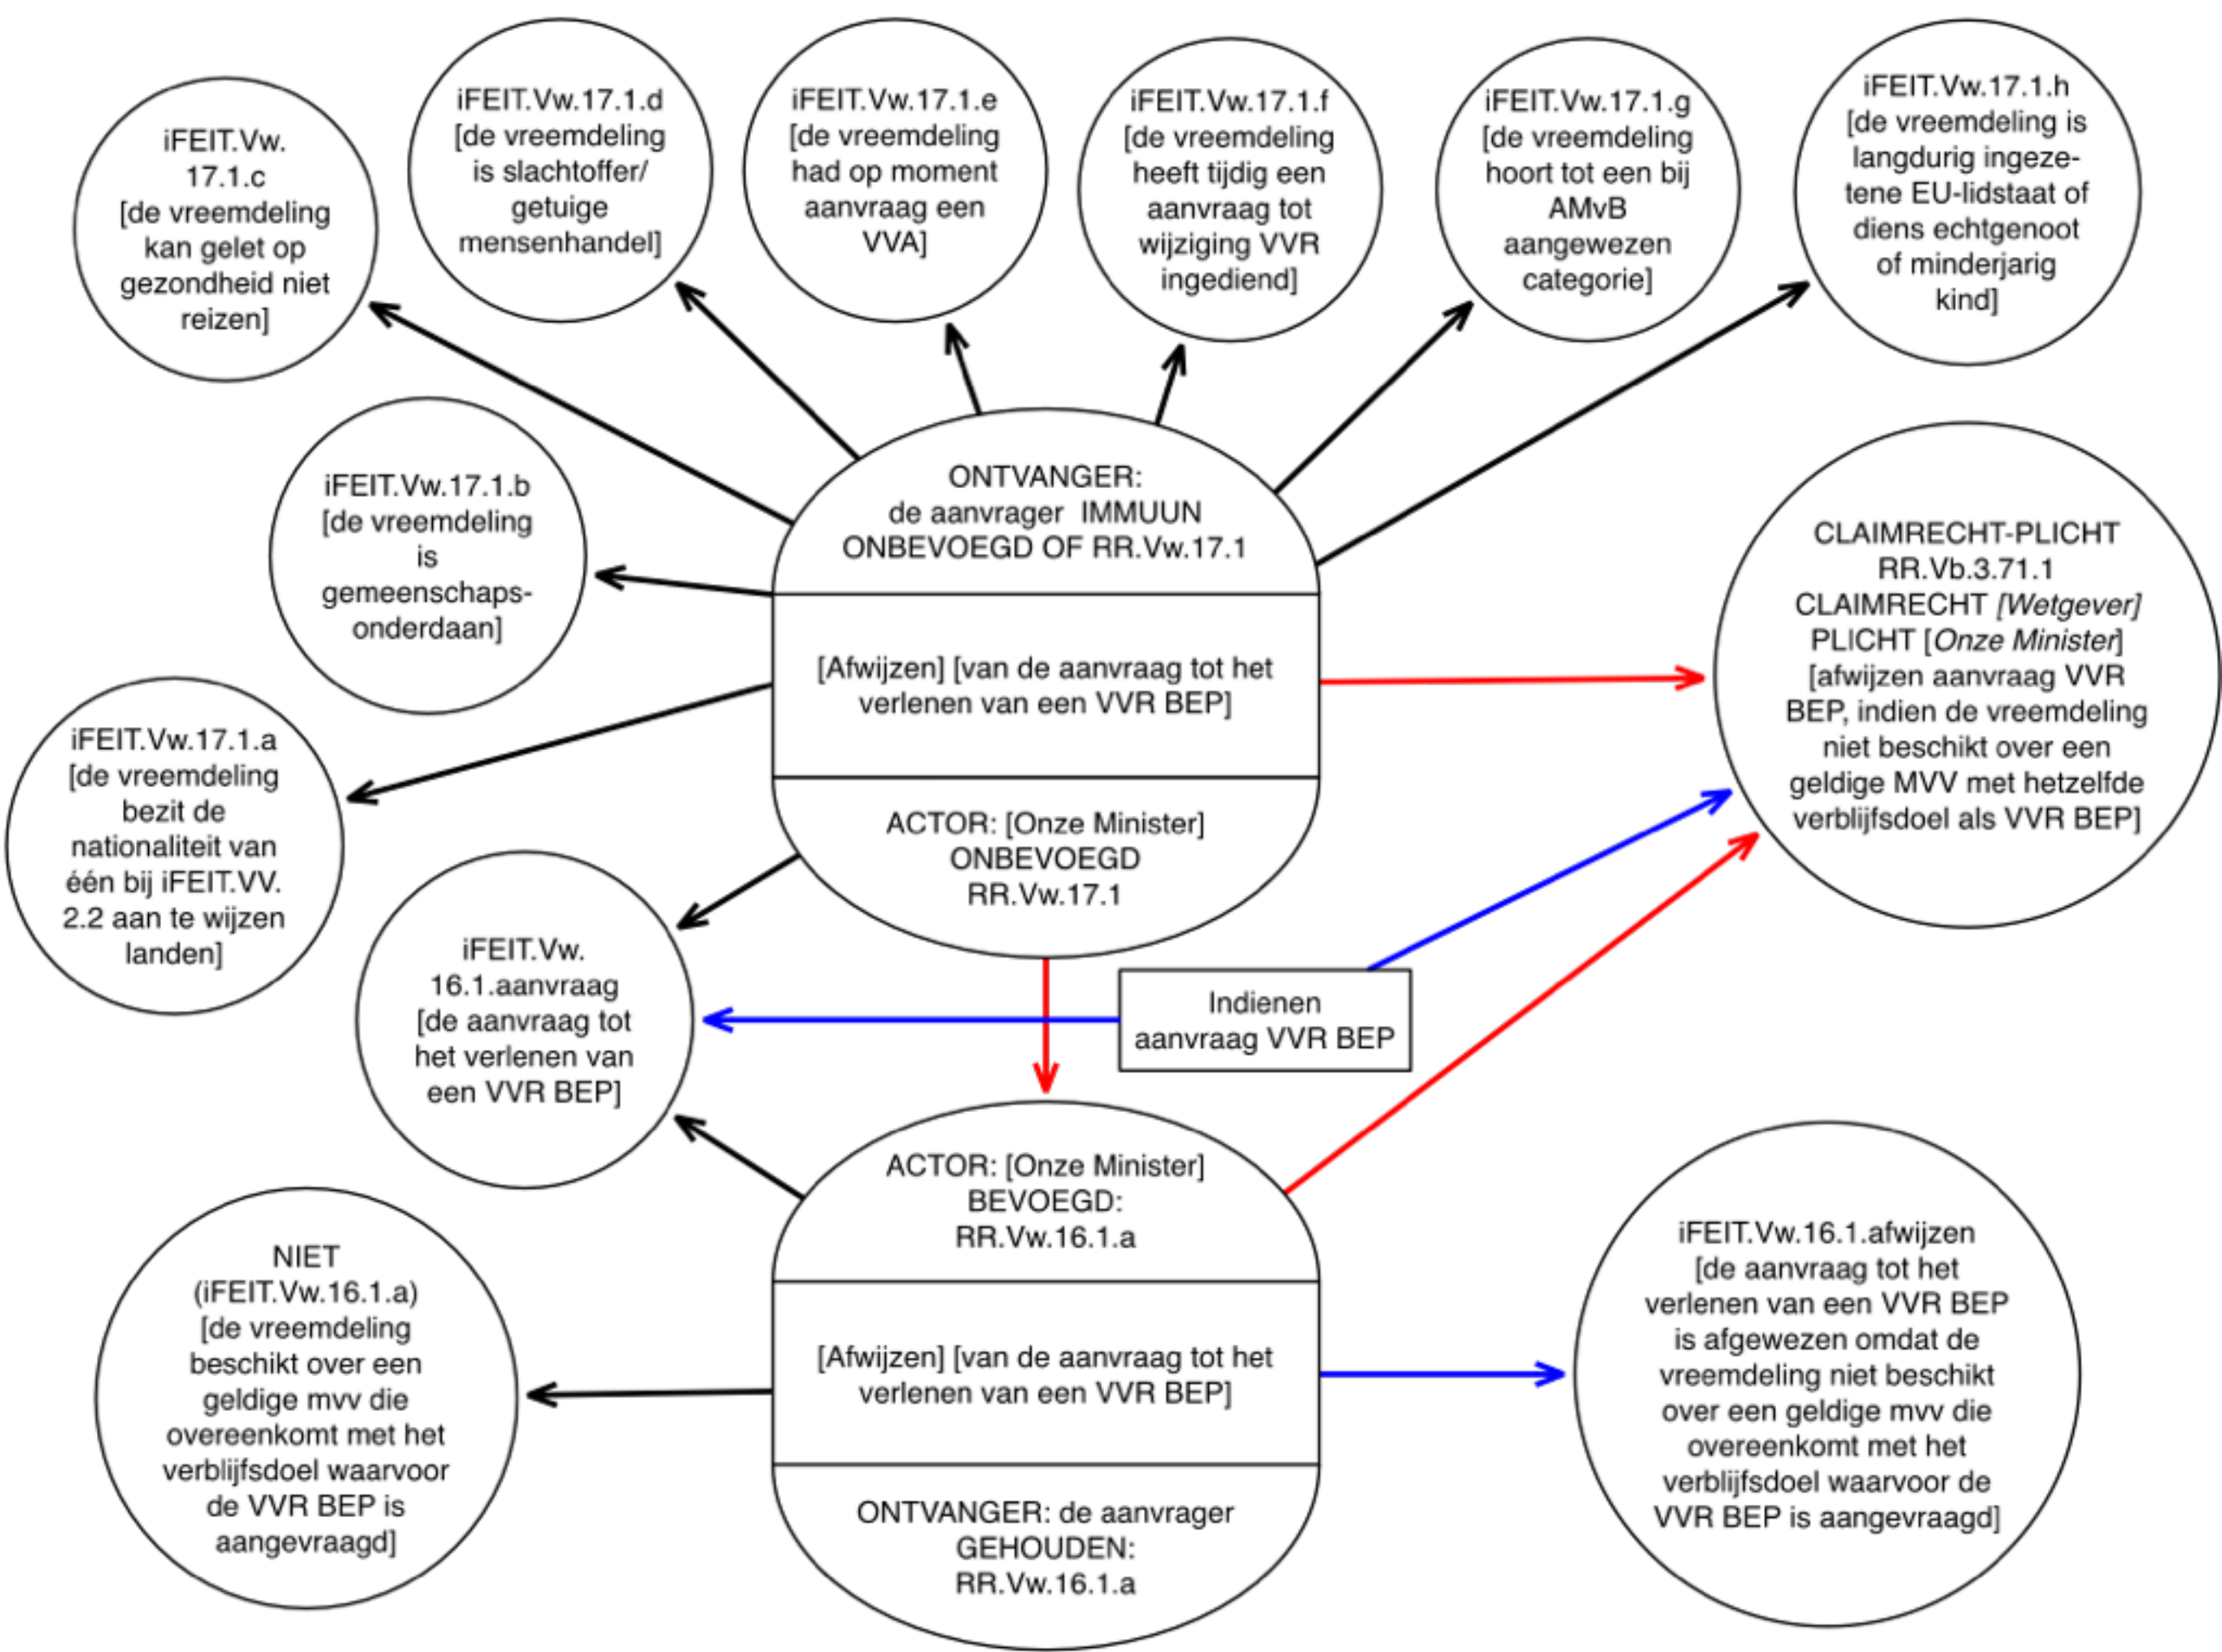 iFEIT.Vw.
17.1.c
[de vreemdeling
kan gelet op
gezondheid niet
reizen]
iFEIT.Vw.17.1.d
[de vreemdeling
is slachtoffer/
getuige
mensenhandel]
iFEIT.Vw.17.1.e
[de vreemdeling
had op moment
aanvraag een
VVA]
iFEIT.Vw.17.1.f
[de vreemdeling
heeft tijdig een
aanvraag tot
wijziging VVR
ingediend]
iFEIT.Vw.17.1.g
[de vreemdeling
hoort tot een bij
AMvB
aangewezen
categorie]
iFEIT.Vw.17.1.h
[de vreemdeling is
langdurig ingeze-
tene EU-lidstaat of
diens echtgenoot
of minderjarig
kind]
iFEIT.Vw.17.1.b
[de vreemdeling
is
gemeenschaps-
onderdaan]
ONTVANGER:
de aanvrager IMMUUN
ONBEVOEGD OF RR.Vw.17.1
[Afwijzen] [van de aanvraag tot het
verlenen van een VVR BEP]
ACTOR: [Onze Minister]
ONBEVOEGD
RR.Vw.17.1
CLAIMRECHT-PLICHT
RR.Vb.3.71.1
CLAIMRECHT [Wetgever]
PLICHT [Onze Minister]
[afwijzen aanvraag VVR
BEP, indien de vreemdeling
niet beschikt over een
geldige MVV met hetzelfde
verblijfsdoel als VVR BEP]
iFEIT.Vw.17.1.a
[de vreemdeling
bezit de
nationaliteit van
één bij iFEIT.VV.
2.2 aan te wijzen
landen]
iFEIT.Vw.
16.1.aanvraag
[de aanvraag tot
het verlenen van
een VVR BEP]
Indienen
aanvraag VVR BEP
ACTOR: [Onze Minister]
BEVOEGD:
RR.Vw.16.1.a
[Afwijzen] [van de aanvraag tot het
verlenen van een VVR BEP]
ONTVANGER: de aanvrager
GEHOUDEN:
RR.Vw.16.1.a
NIET
(iFEIT.Vw.16.1.a)
[de vreemdeling
beschikt over een
geldige mvv die
overeenkomt met het
verblijfsdoel waarvoor
de VVR BEP is
aangevraagd]
iFEIT.Vw.16.1.afwijzen
[de aanvraag tot het
verlenen van een VVR BEP
is afgewezen omdat de
vreemdeling niet beschikt
over een geldige mvv die
overeenkomt met het
verblijfsdoel waarvoor de
VVR BEP is aangevraagd]